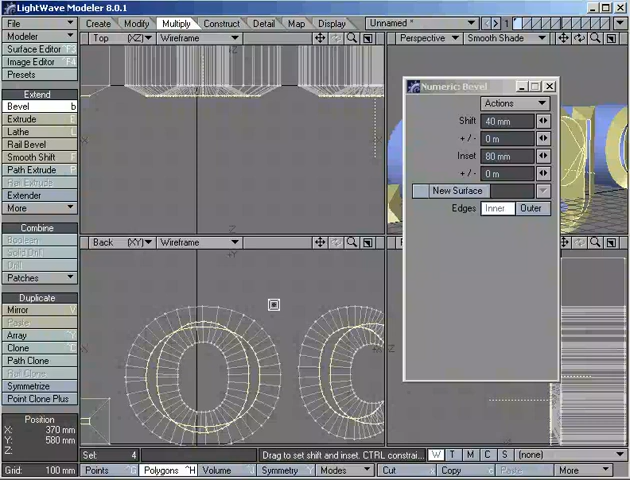 LightWave Modeler 8.0.1
File
Create Modify Multiply Construct Detail Map Display
Unnamed * 1
Modeler
Surface Editor F3
Image Editor ^F4
Presets
Extend
Bevel b
Extrude E
Lathe L
Rail Bevel
Smooth Shift F
Path Extrude P
Rail Extrude
Extender
More
Combine
Boolean
Solid Drill
Drill
Patches
Duplicate
Mirror V
Paste
Array ^Y
Clone ^C
Path Clone
Rail Clone
Symmetrize
Point Clone Plus
Position
X: 370 mm
Y: 580 mm
Z:
Grid: 100 mm
Top (XZ) Wireframe
Perspective Smooth Shade
Back (XY) Wireframe
Numeric: Bevel
Actions
Shift 40 mm
+ / - 0 m
Inset 80 mm
+ / - 0 m
New Surface
Edges Inner Outer
Sel: 4
Drag to set shift and inset. CTRL constrai...
W T M C S (none)
Points ^G Polygons ^H Volume ^J Symmetry Y Modes Cut x Copy c Paste More